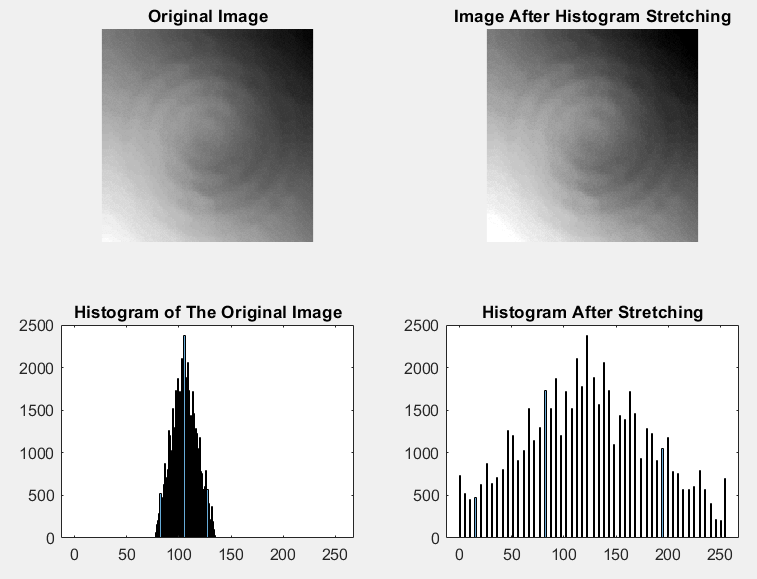 Original Image
Image After Histogram Stretching
Histogram of The Original Image
2500
2000
1500
1000
500
0
0 50 100 150 200 250
Histogram After Stretching
2500
2000
1500
1000
500
0
0 50 100 150 200 250